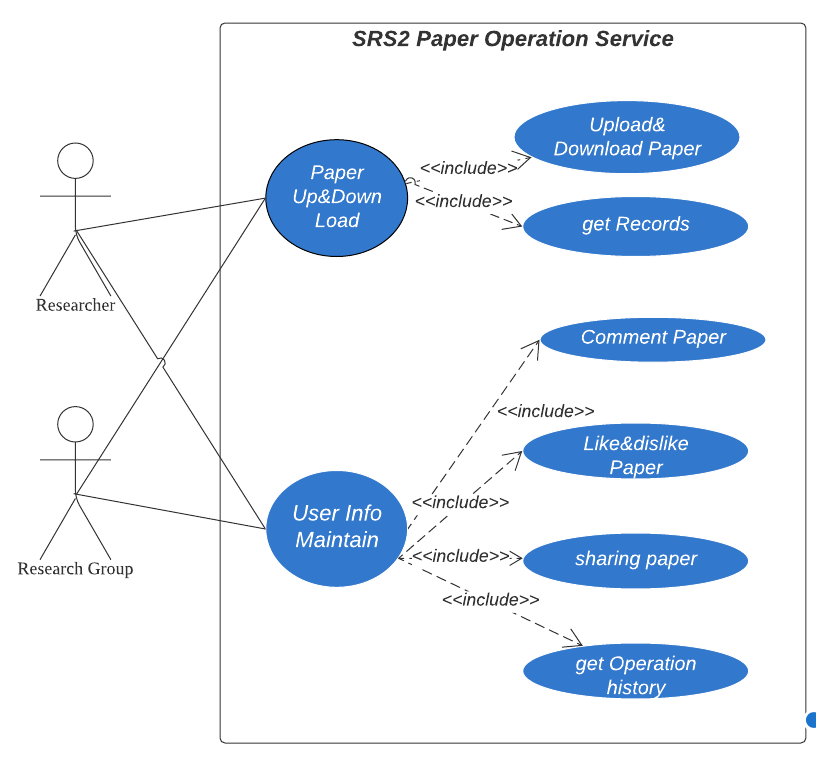 SRS2 Paper Operation Service
Upload&
Download Paper
<<include>>
Paper
Up&Down
Load
<<include>>
get Records
Researcher
Comment Paper
<<include>>
Like&dislike
Paper
<<include>>
User Info
Maintain
<<include>>
sharing paper
Research Group
<<include>>
get Operation
history